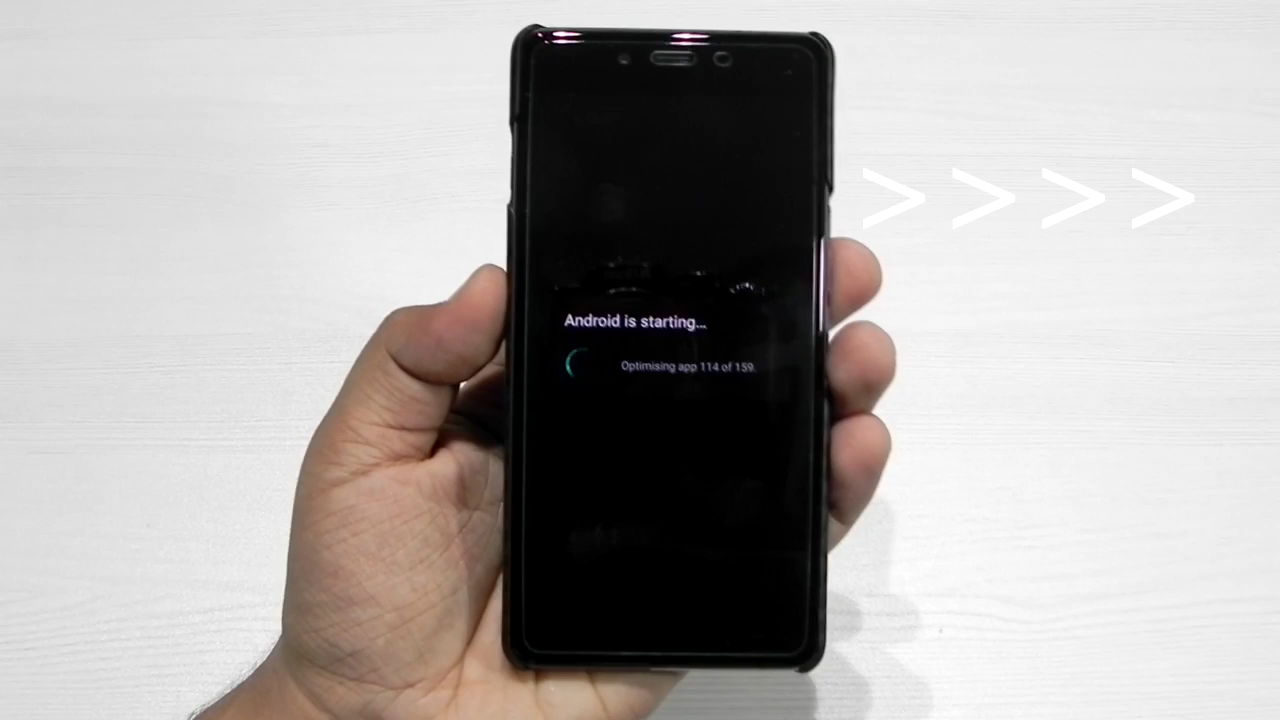 > > > >
Android is starting...
Optimising app 114 of 159.